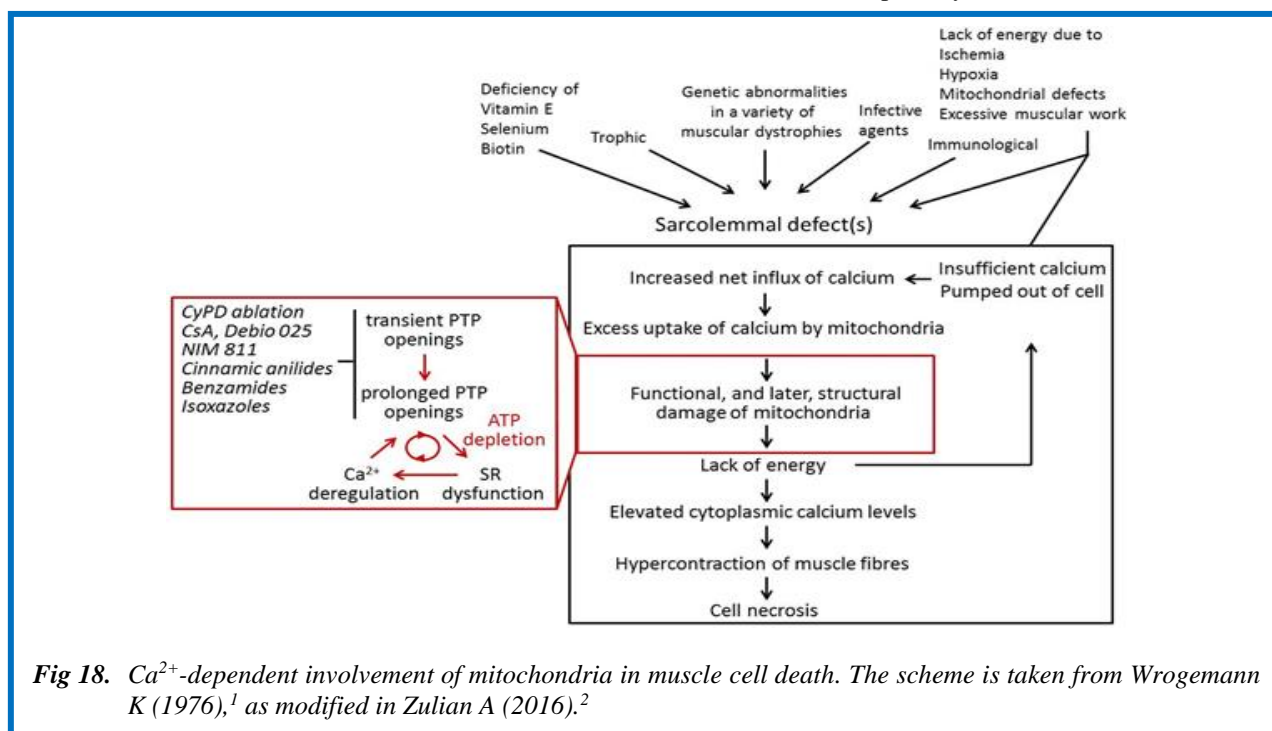 Lack of energy due to
Ischemia
Hypoxia
Mitochondrial defects
Excessive muscular work
Deficiency of
Vitamin E
Selenium
Biotin
Trophic
Genetic abnormalities
in a variety of
muscular dystrophies
Infective
agents
Immunological
Sarcolemmal defect(s)
Increased net influx of calcium
Insufficient calcium
Pumped out of cell
Excess uptake of calcium by mitochondria
Functional, and later, structural
damage of mitochondria
Lack of energy
Elevated cytoplasmic calcium levels
Hypercontraction of muscle fibres
Cell necrosis
CyPD ablation
CsA, Debio 025
NIM 811
Cinnamic anilides
Benzamides
Isoxazoles
transient PTP
openings
prolonged PTP
openings
ATP
depletion
Ca²⁺
deregulation
SR
dysfunction
Fig 18. Ca²⁺-dependent involvement of mitochondria in muscle cell death. The scheme is taken from Wrogemann
K (1976),¹ as modified in Zulian A (2016).²